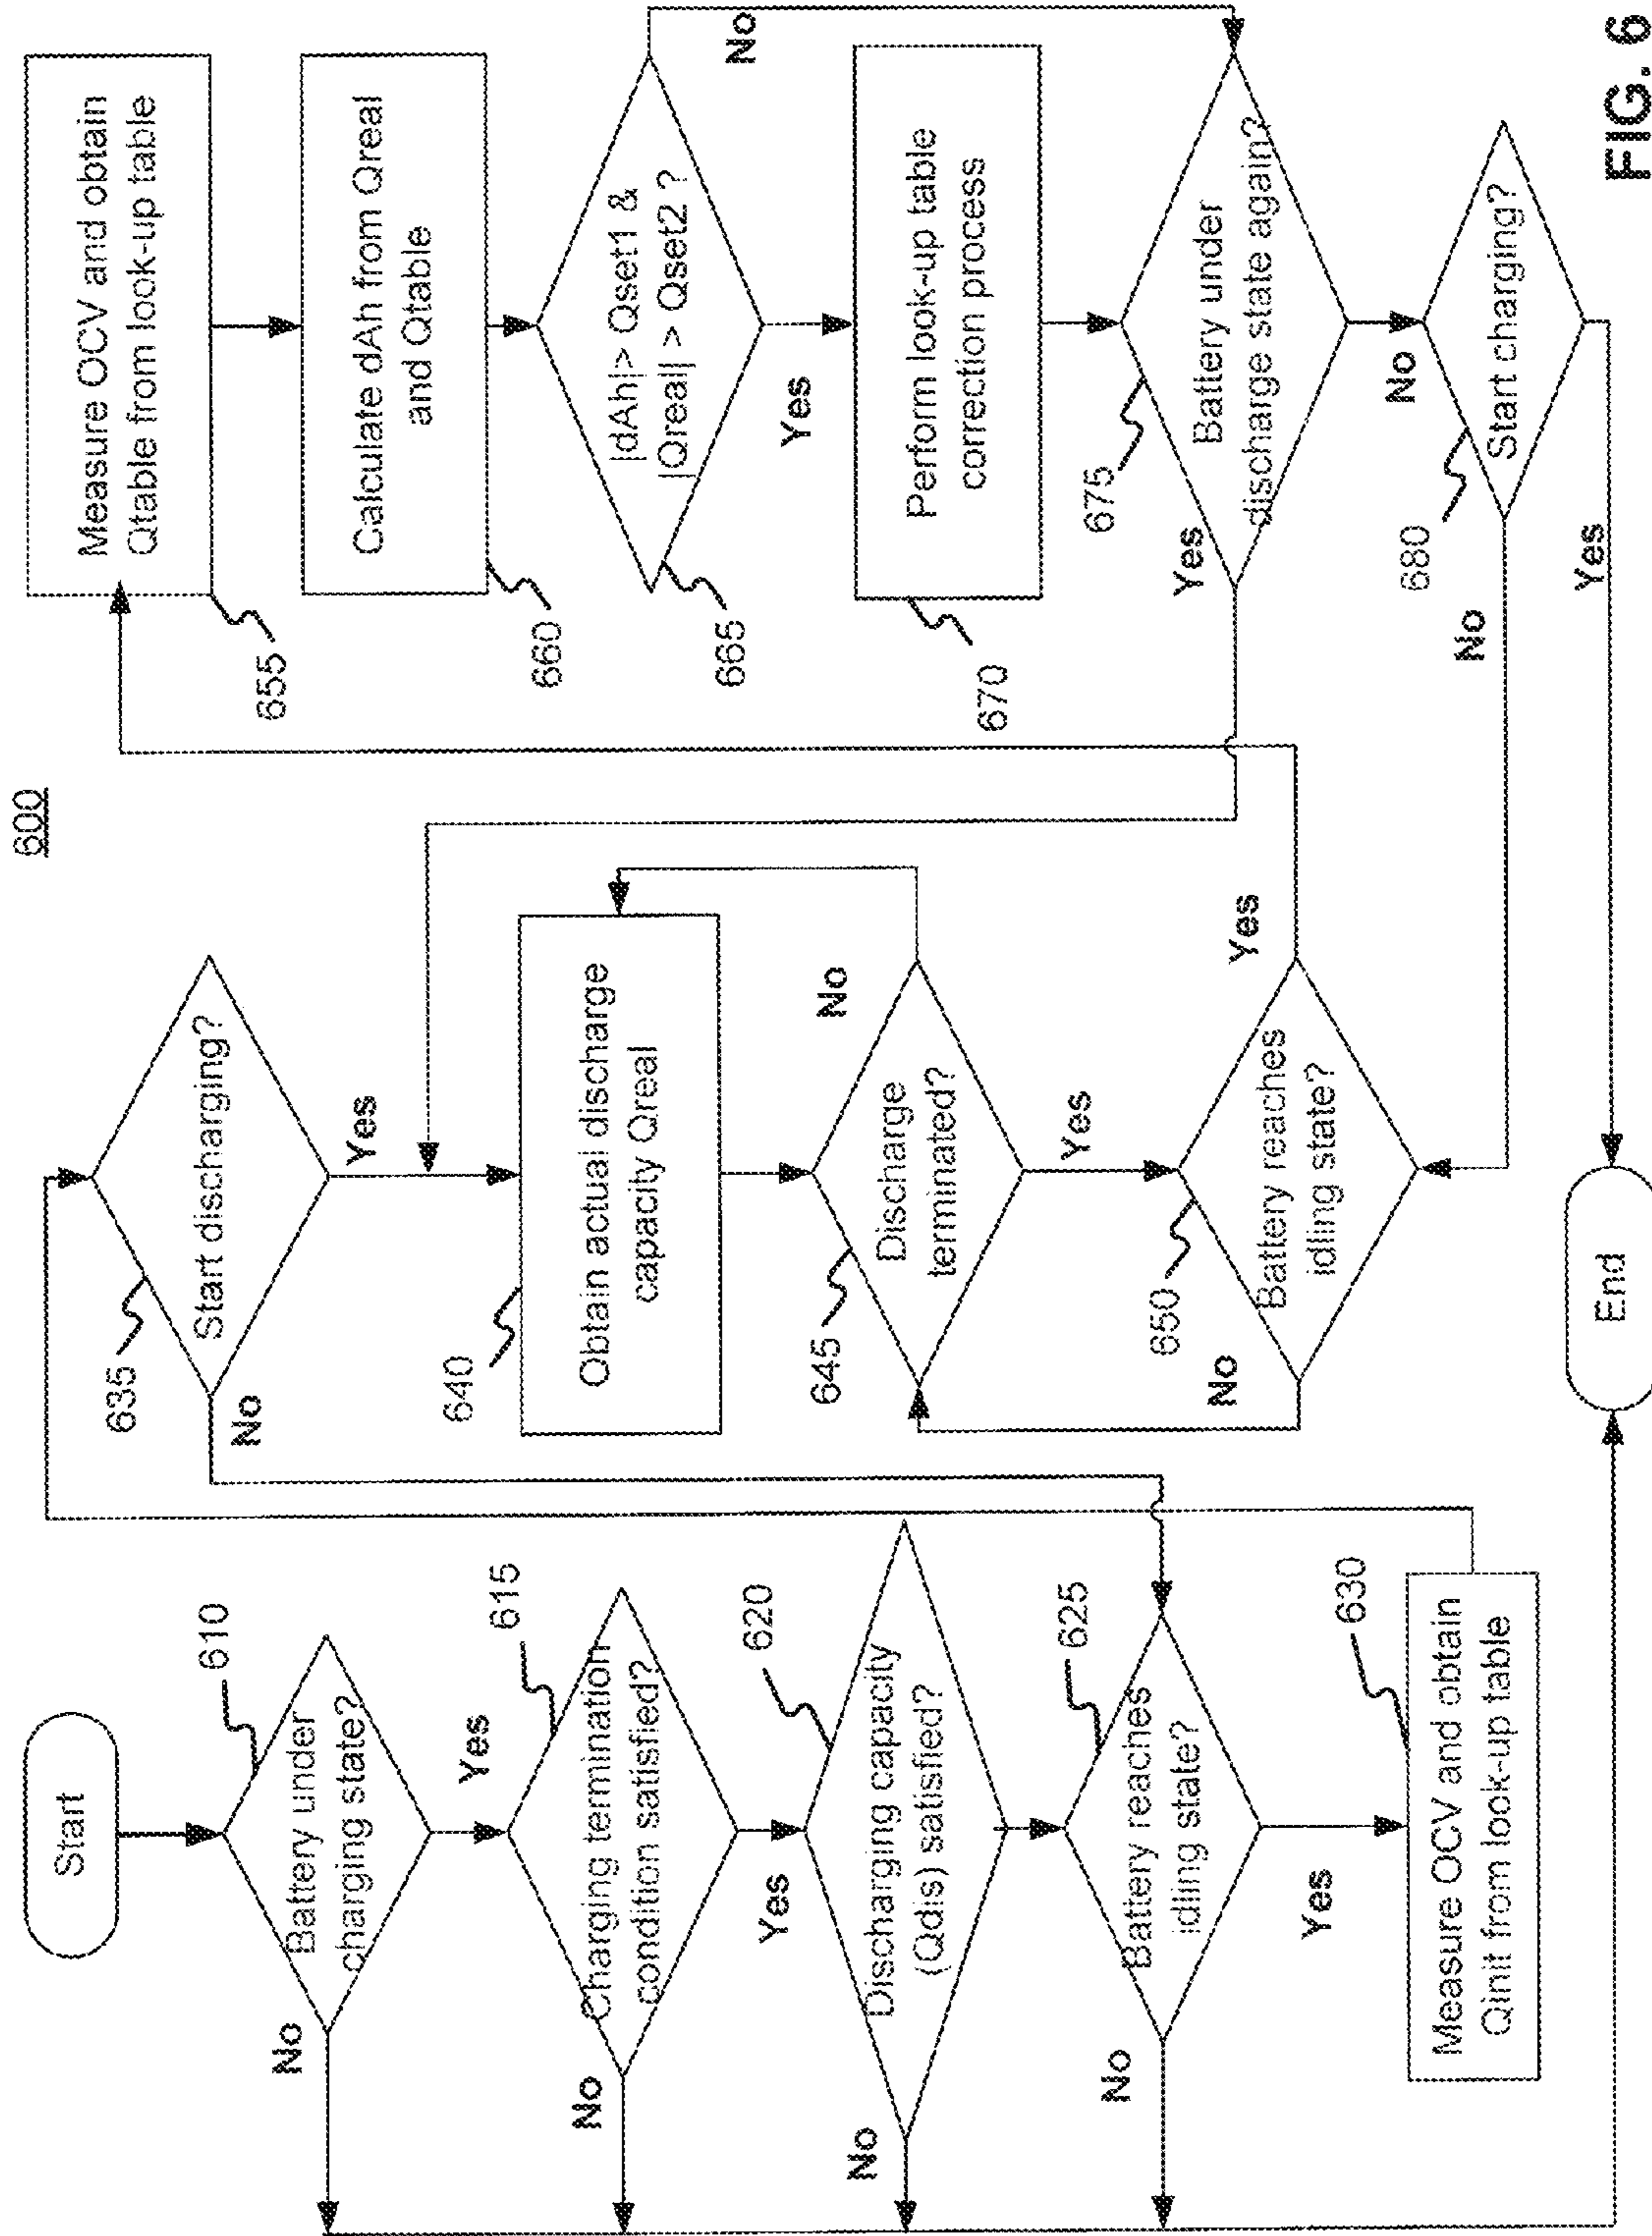 600
Start
610
Battery under
charging state?
No
Yes
615
Charging termination
condition satisfied?
No
Yes
620
Discharging capacity
(Qdis) satisfied?
No
625
Battery reaches
idling state?
No
Yes
630
Measure OCV and obtain
Qinit from look-up table
635
Start discharging?
No
Yes
640
Obtain actual discharge
capacity Qreal
645
Discharge
terminated?
No
Yes
650
Battery reaches
idling state?
No
Yes
End
655
Measure OCV and obtain
Qtable from look-up table
660
Calculate dAh from Qreal
and Qtable
665
|dAh|> Qset1 &
|Qreal| > Qset2 ?
No
Yes
670
Perform look-up table
correction process
675
Battery under
discharge state again?
Yes
No
680
Start charging?
No
Yes
FIG. 6